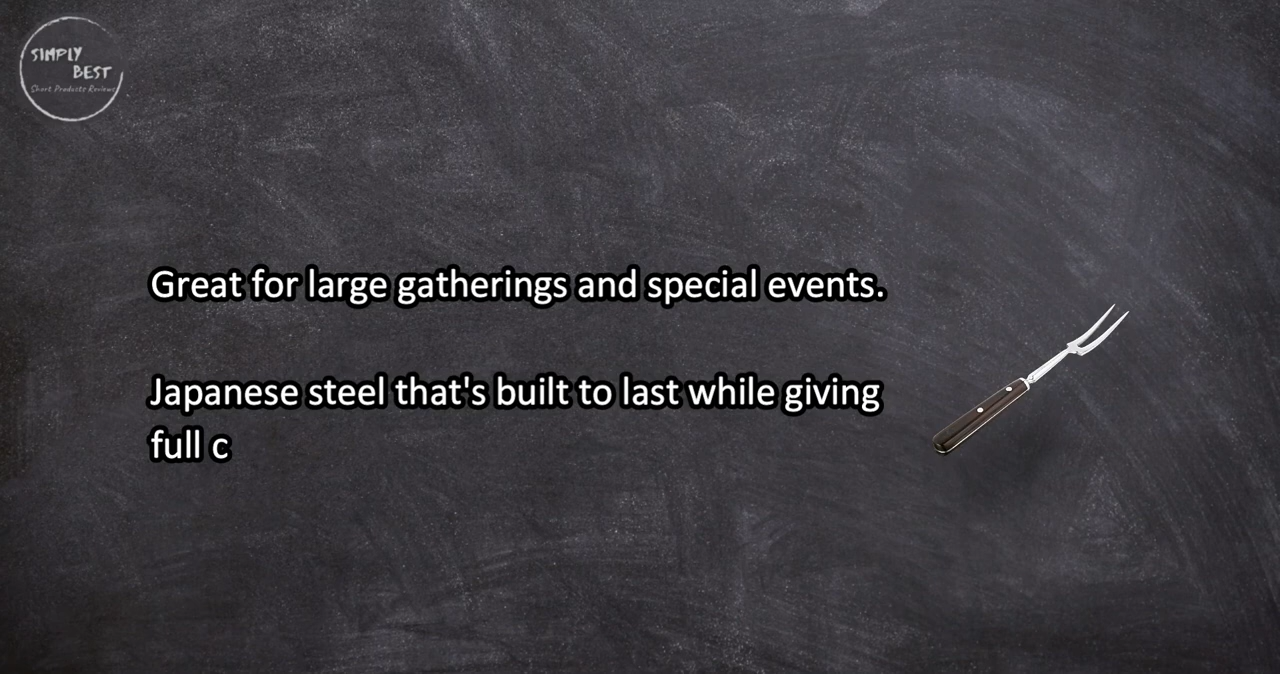 SIMPLY
BEST
Short Products Reviews
Great for large gatherings and special events.
Japanese steel that's built to last while giving
full c